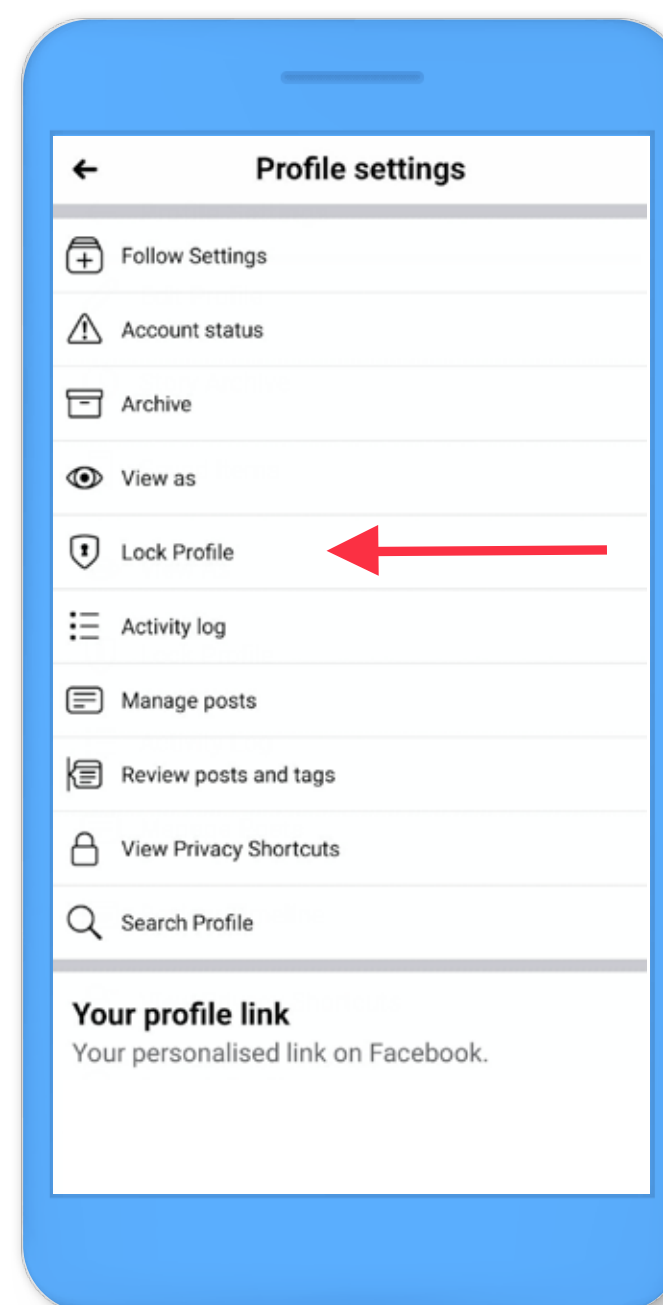 Profile settings
Follow Settings
Account status
Archive
View as
Lock Profile
Activity log
Manage posts
Review posts and tags
View Privacy Shortcuts
Search Profile
Your profile link
Your personalised link on Facebook.